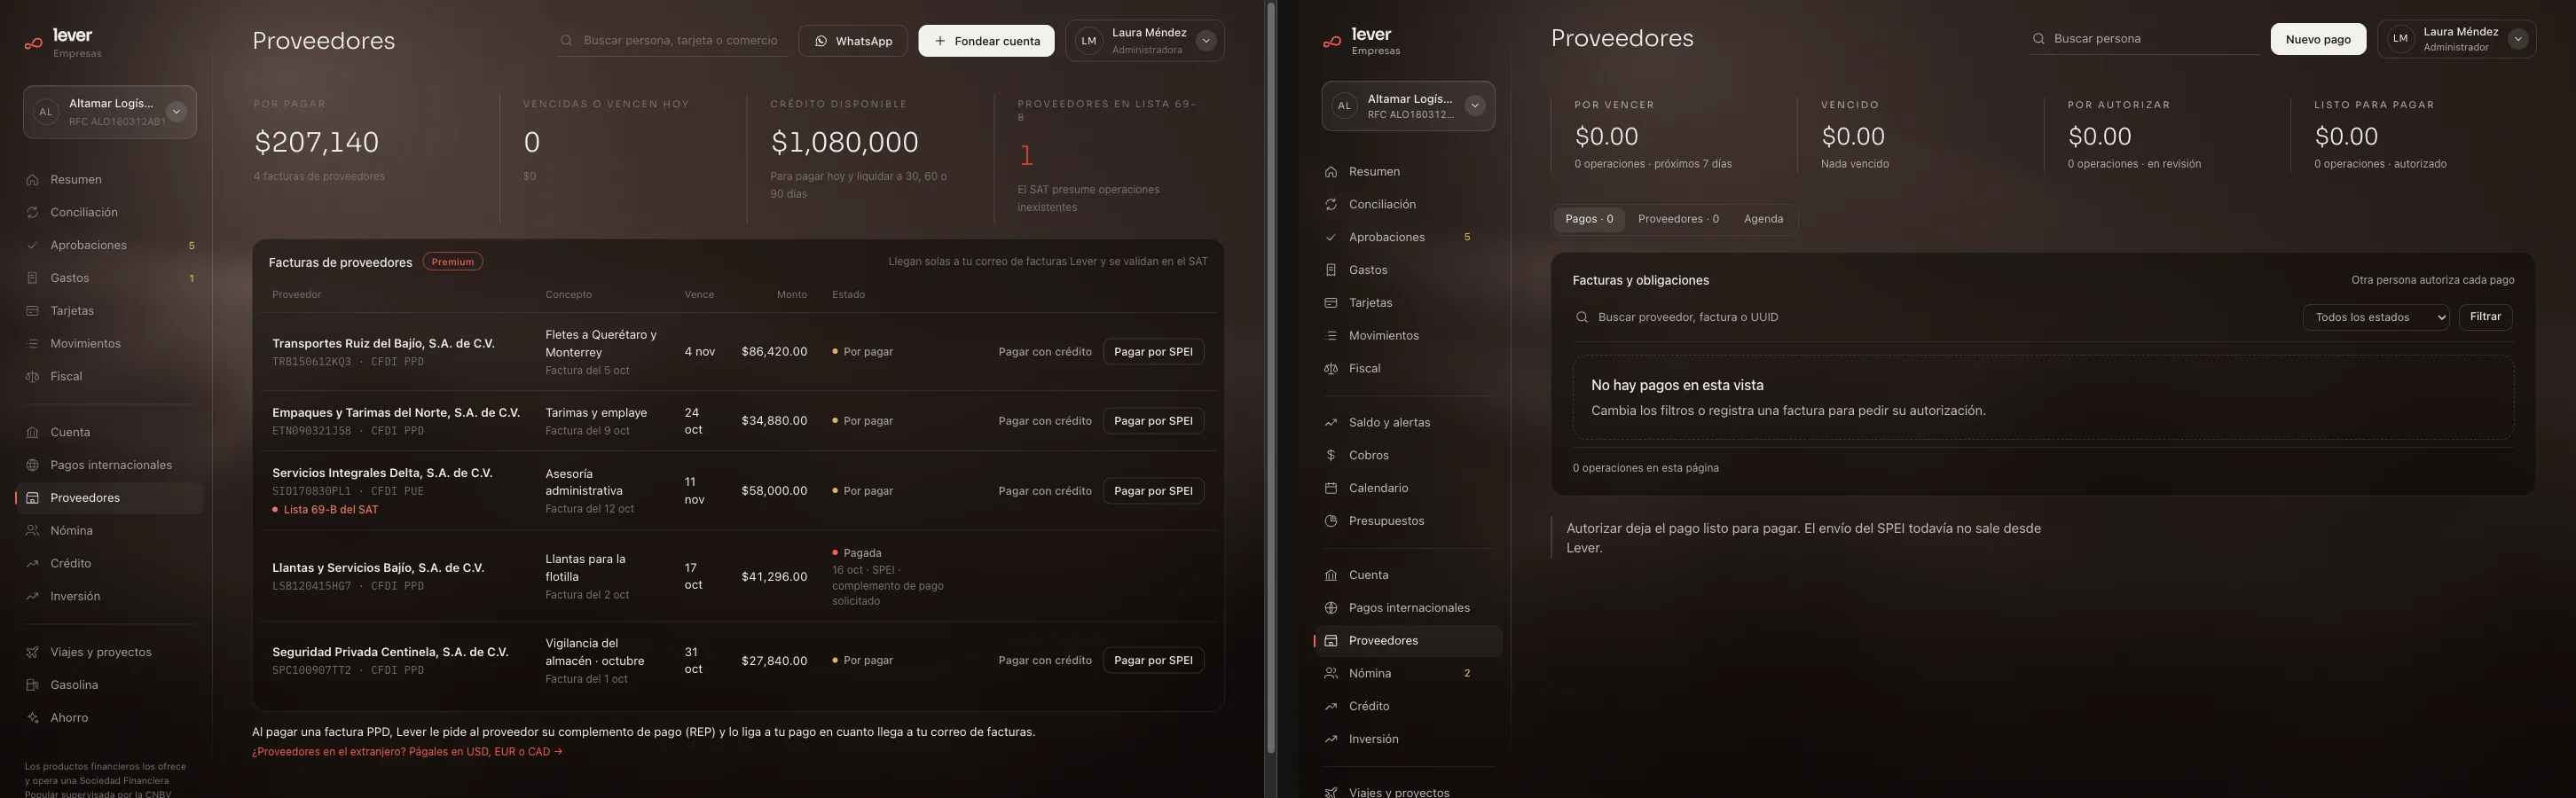 lever
Empresas
AL
Altamar Logís...
RFC ALO180312AB1
Resumen
Conciliación
Aprobaciones 5
Gastos 1
Tarjetas
Movimientos
Fiscal
Cuenta
Pagos internacionales
Proveedores
Nómina
Crédito
Inversión
Viajes y proyectos
Gasolina
Ahorro
Los productos financieros los ofrece
y opera una Sociedad Financiera
Popular supervisada por la CNBV
Proveedores
Buscar persona, tarjeta o comercio
WhatsApp
+ Fondear cuenta
LM
Laura Méndez
Administradora
POR PAGAR
$207,140
4 facturas de proveedores
VENCIDAS O VENCEN HOY
0
$0
CRÉDITO DISPONIBLE
$1,080,000
Para pagar hoy y liquidar a 30, 60 o
90 días
PROVEEDORES EN LISTA 69-
B
1
El SAT presume operaciones
inexistentes
Facturas de proveedores Premium
Llegan solas a tu correo de facturas Lever y se validan en el SAT
Proveedor Concepto Vence Monto Estado
Transportes Ruiz del Bajío, S.A. de C.V.
TRB150612KQ3 · CFDI PPD
Fletes a Querétaro y
Monterrey
Factura del 5 oct
4 nov
$86,420.00
Por pagar
Pagar con crédito
Pagar por SPEI
Empaques y Tarimas del Norte, S.A. de C.V.
ETN090321J58 · CFDI PPD
Tarimas y emplaye
Factura del 9 oct
24
oct
$34,880.00
Por pagar
Pagar con crédito
Pagar por SPEI
Servicios Integrales Delta, S.A. de C.V.
SID170830PL1 · CFDI PUE
Lista 69-B del SAT
Asesoría
administrativa
Factura del 12 oct
11
nov
$58,000.00
Por pagar
Pagar con crédito
Pagar por SPEI
Llantas y Servicios Bajío, S.A. de C.V.
LSB120415HG7 · CFDI PPD
Llantas para la
flotilla
Factura del 2 oct
17
oct
$41,296.00
Pagada
16 oct · SPEI ·
complemento de pago
solicitado
Seguridad Privada Centinela, S.A. de C.V.
SPC100907TT2 · CFDI PPD
Vigilancia del
almacén · octubre
Factura del 1 oct
31
oct
$27,840.00
Por pagar
Pagar con crédito
Pagar por SPEI
Al pagar una factura PPD, Lever le pide al proveedor su complemento de pago (REP) y lo liga a tu pago en cuanto llega a tu correo de facturas.
¿Proveedores en el extranjero? Págales en USD, EUR o CAD →
lever
Empresas
AL
Altamar Logís...
RFC ALO180312...
Resumen
Conciliación
Aprobaciones 5
Gastos
Tarjetas
Movimientos
Fiscal
Saldo y alertas
Cobros
Calendario
Presupuestos
Cuenta
Pagos internacionales
Proveedores
Nómina 2
Crédito
Inversión
Viajes y proyectos
Proveedores
Buscar persona
Nuevo pago
LM
Laura Méndez
Administrador
POR VENCER
$0.00
0 operaciones · próximos 7 días
VENCIDO
$0.00
Nada vencido
POR AUTORIZAR
$0.00
0 operaciones · en revisión
LISTO PARA PAGAR
$0.00
0 operaciones · autorizado
Pagos · 0 Proveedores · 0 Agenda
Facturas y obligaciones
Otra persona autoriza cada pago
Buscar proveedor, factura o UUID
Todos los estados
Filtrar
No hay pagos en esta vista
Cambia los filtros o registra una factura para pedir su autorización.
0 operaciones en esta página
Autorizar deja el pago listo para pagar. El envío del SPEI todavía no sale desde
Lever.